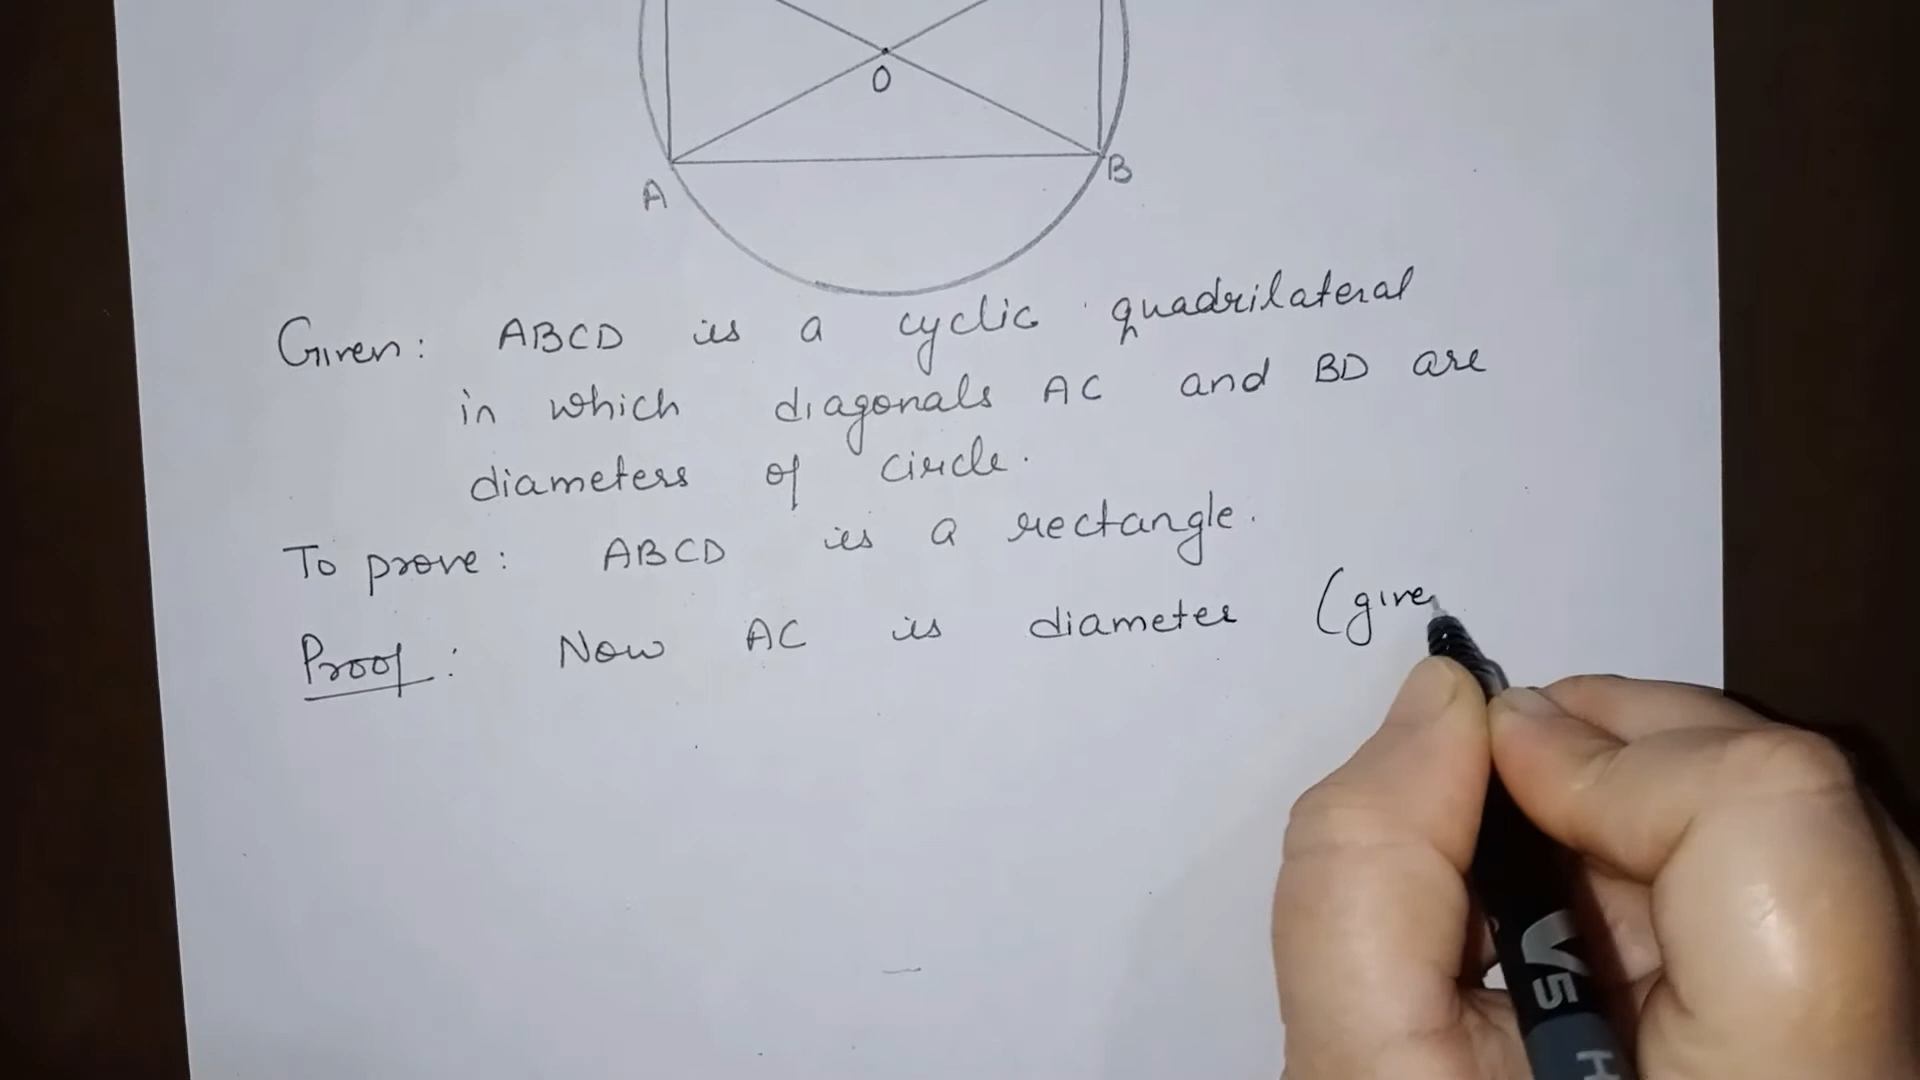 O
A
B
Given: ABCD is a cyclic quadrilateral
in which diagonals AC and BD are
diameters of circle.
To prove: ABCD is a rectangle.
Proof: Now AC is diameter (give
V5
H